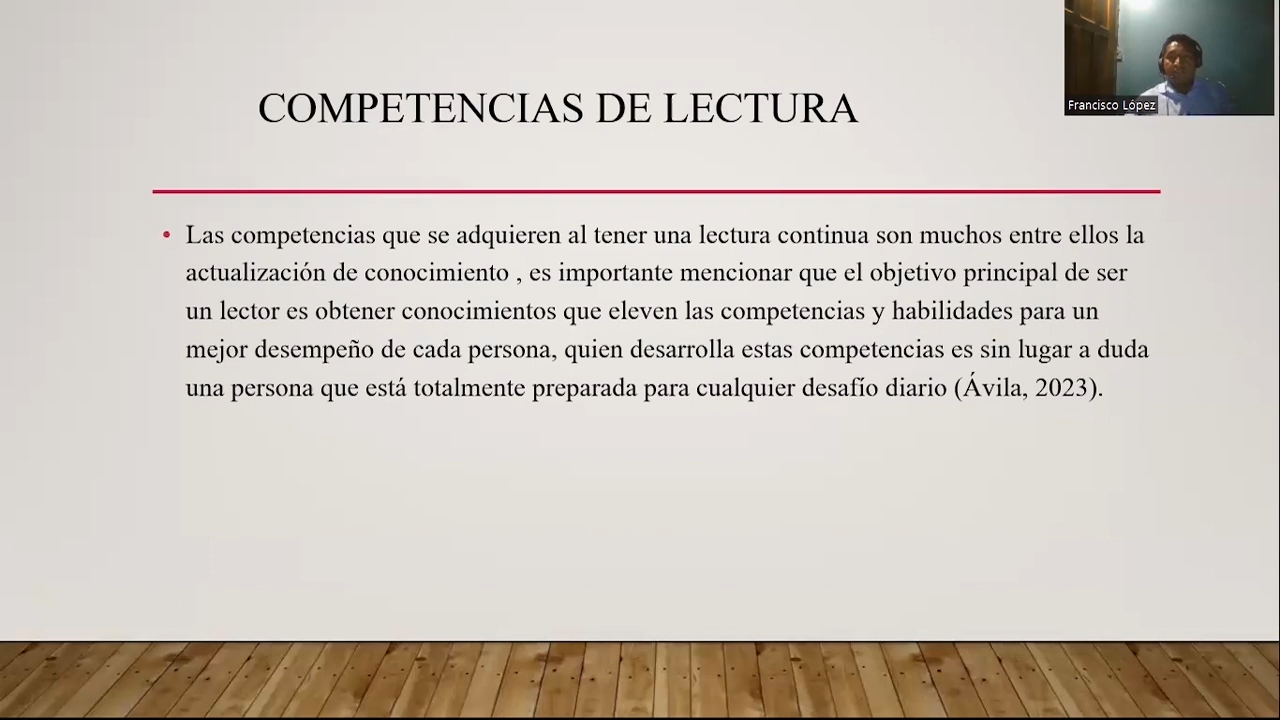 COMPETENCIAS DE LECTURA
Francisco López
• Las competencias que se adquieren al tener una lectura continua son muchos entre ellos la
actualización de conocimiento , es importante mencionar que el objetivo principal de ser
un lector es obtener conocimientos que eleven las competencias y habilidades para un
mejor desempeño de cada persona, quien desarrolla estas competencias es sin lugar a duda
una persona que está totalmente preparada para cualquier desafío diario (Ávila, 2023).